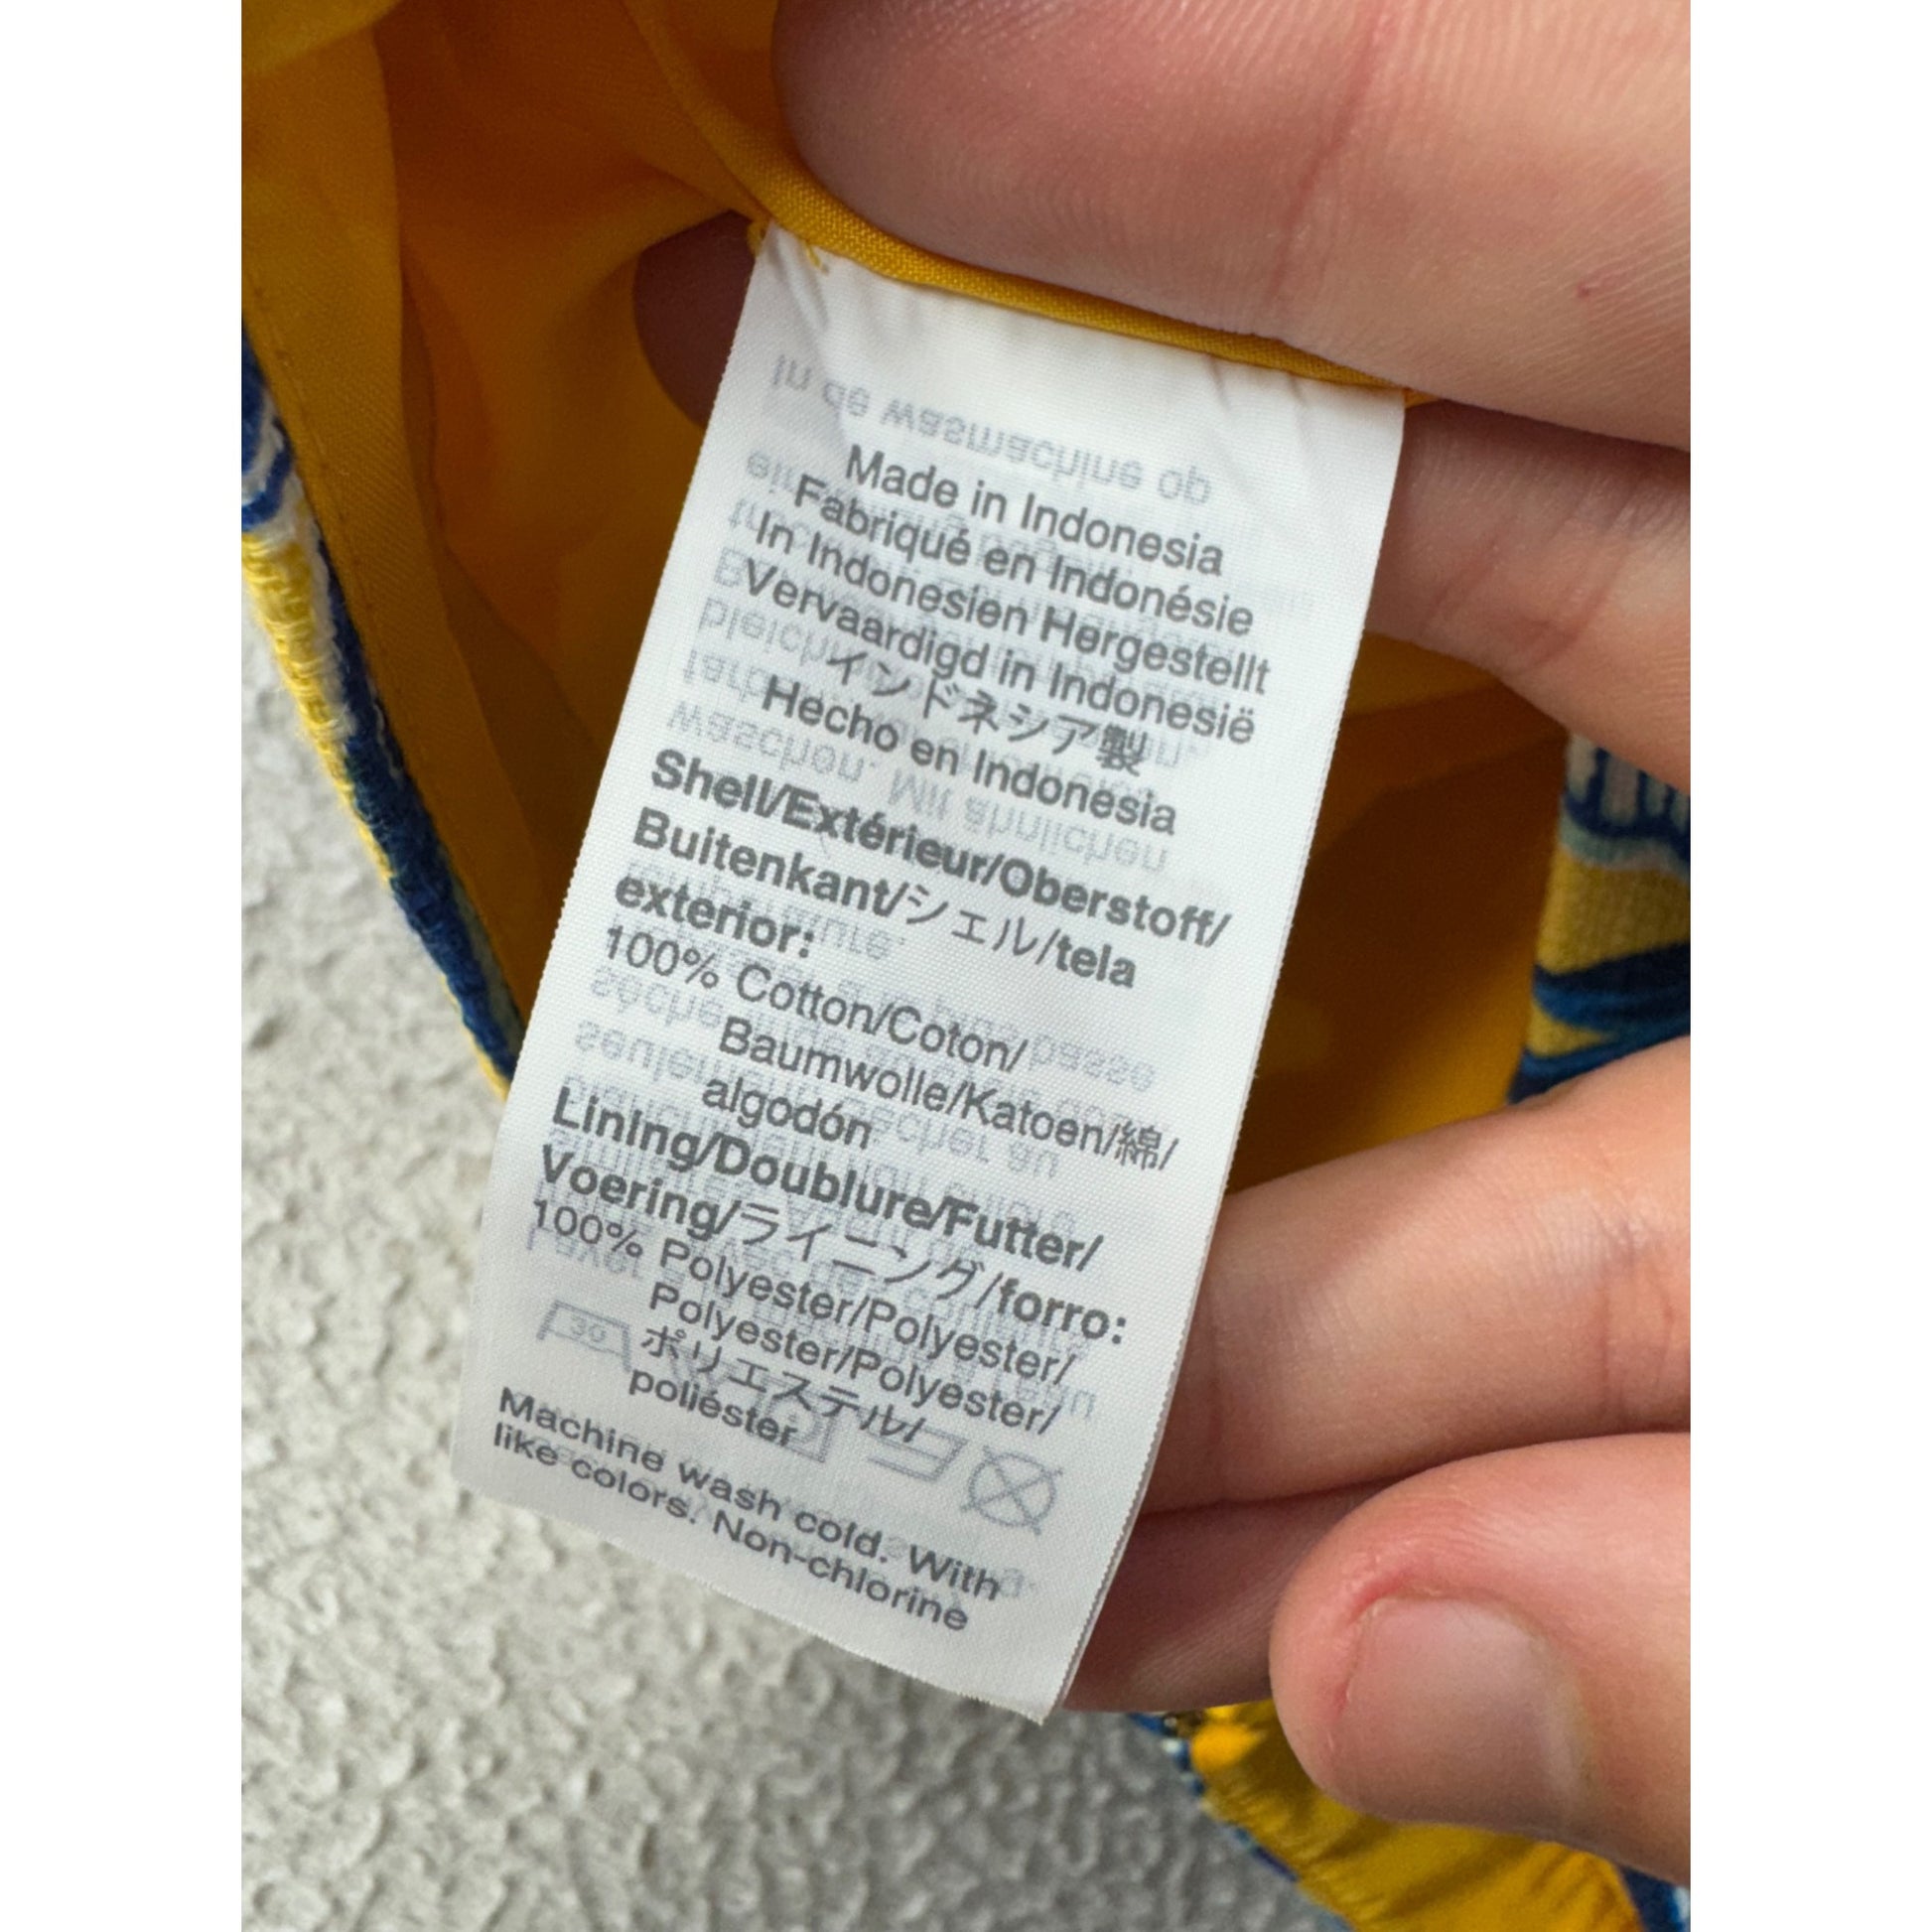 Made in Indonesia
Fabriqué en Indonésie
In Indonesien Hergestellt
Vervaardigd in Indonesië
インドネシア製
Hecho en Indonesia
Shell/Extérieur/Oberstoff/
Buitenkant/シェル/tela
exterior:
100% Cotton/Coton/
Baumwolle/Katoen/綿/
algodón
Lining/Doublure/Futter/
Voering/ライニング/forro:
100% Polyester/Polyester/
Polyester/Polyester/
ポリエステル/
poliéster
Machine wash cold. With
like colors. Non-chlorine